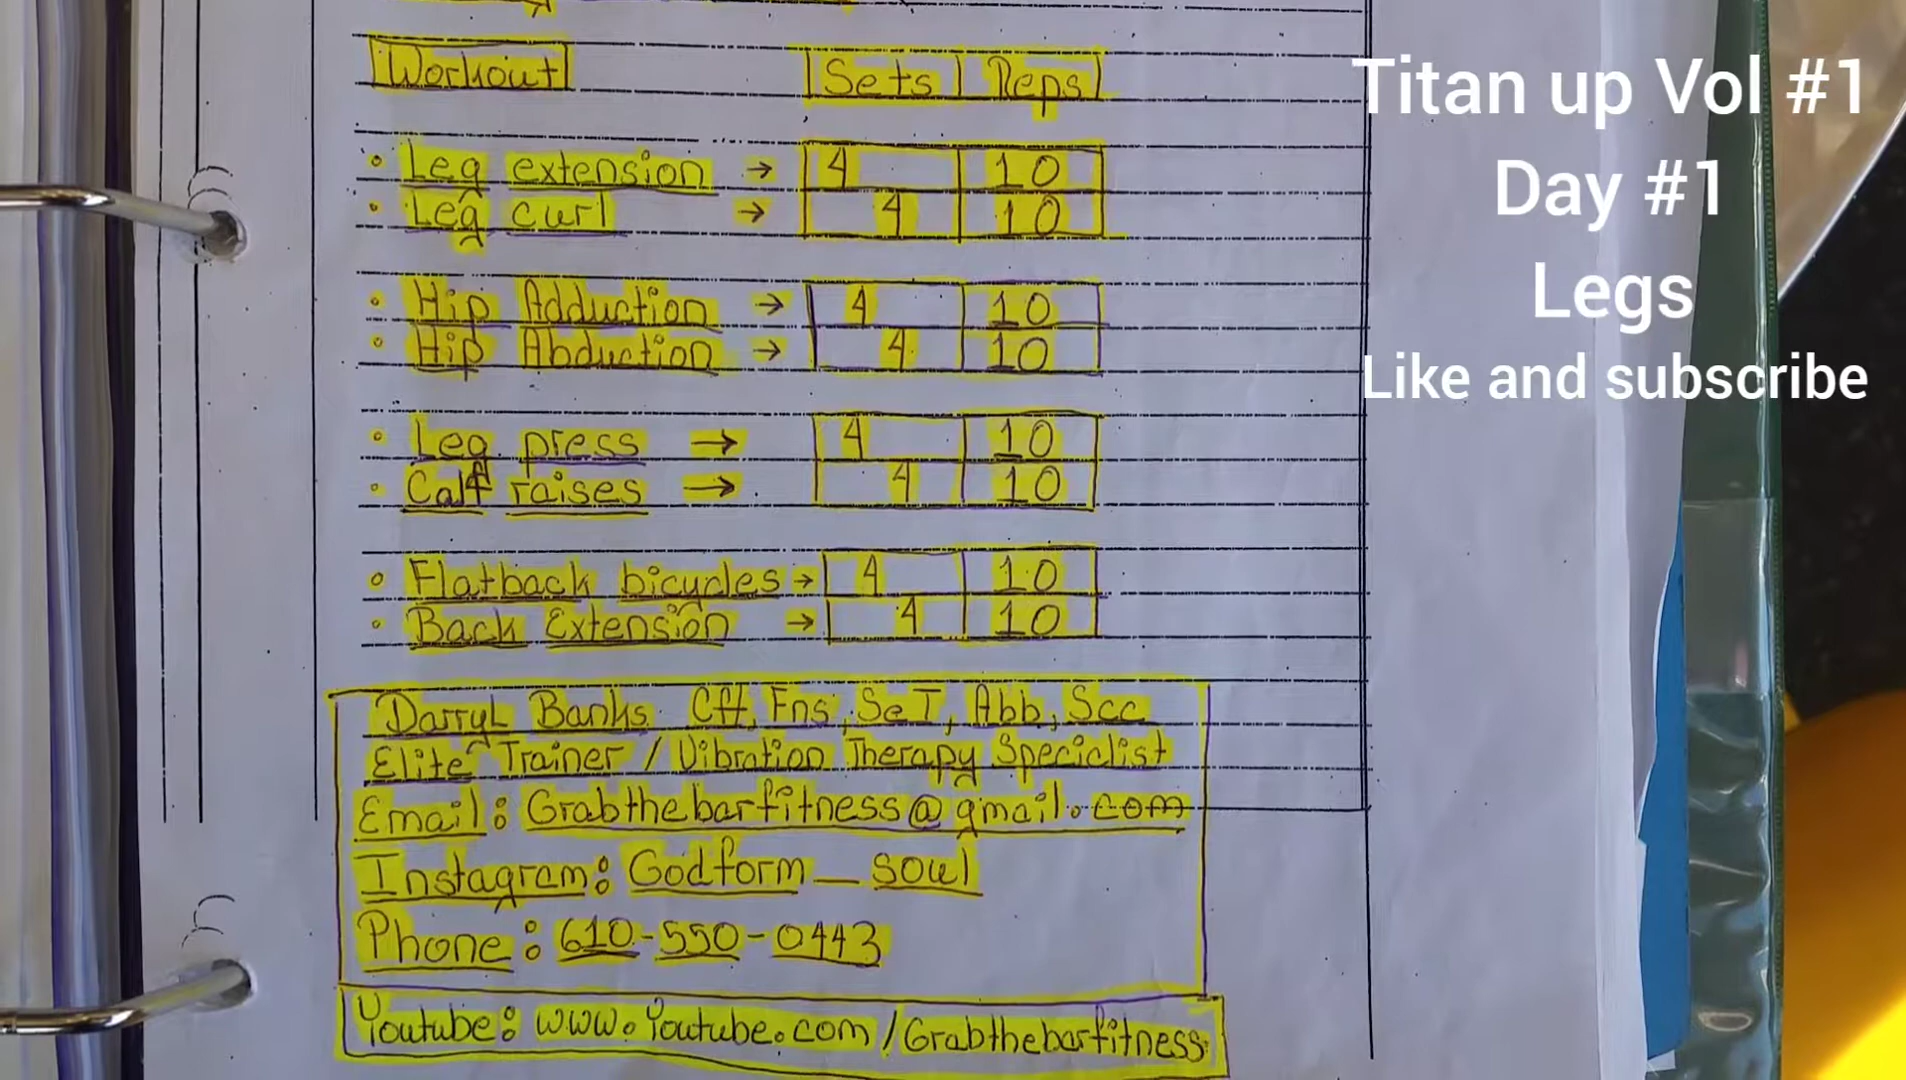 Workout Sets Reps
• Leg extension → 4 10
• Leg curl → 4 10
• Hip Adduction → 4 10
• Hip Abduction → 4 10
• Leg press → 4 10
• Calf raises → 4 10
• Flatback bicycles → 4 10
• Back Extension → 4 10
Darryl Banks Cft, Fns, SeT, Abb, Scc
Elite Trainer / Vibration Therapy Specialist
Email: Grabthebarfitness@gmail.com
Instagram: Godform_soul
Phone: 610-550-0443
Youtube: www.Youtube.com/Grabthebarfitness
Titan up Vol #1
Day #1
Legs
Like and subscribe